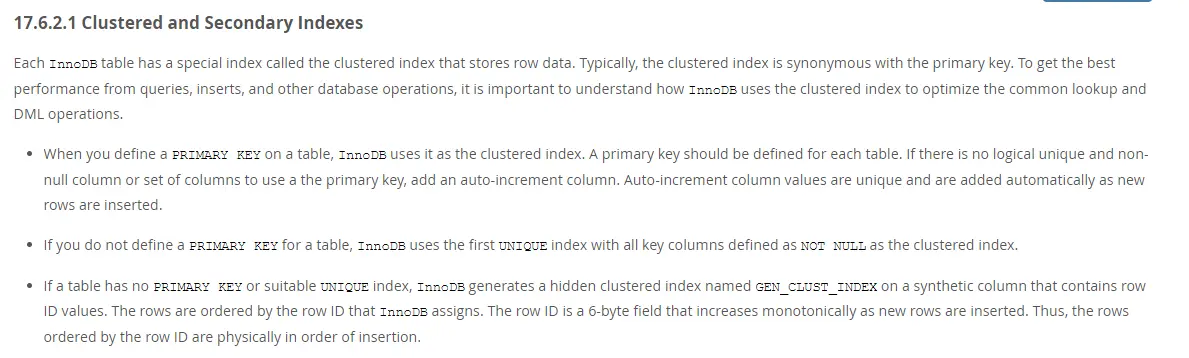 17.6.2.1 Clustered and Secondary Indexes
Each InnoDB table has a special index called the clustered index that stores row data. Typically, the clustered index is synonymous with the primary key. To get the best
performance from queries, inserts, and other database operations, it is important to understand how InnoDB uses the clustered index to optimize the common lookup and
DML operations.
• When you define a PRIMARY KEY on a table, InnoDB uses it as the clustered index. A primary key should be defined for each table. If there is no logical unique and non-
null column or set of columns to use a the primary key, add an auto-increment column. Auto-increment column values are unique and are added automatically as new
rows are inserted.
• If you do not define a PRIMARY KEY for a table, InnoDB uses the first UNIQUE index with all key columns defined as NOT NULL as the clustered index.
• If a table has no PRIMARY KEY or suitable UNIQUE index, InnoDB generates a hidden clustered index named GEN_CLUST_INDEX on a synthetic column that contains row
ID values. The rows are ordered by the row ID that InnoDB assigns. The row ID is a 6-byte field that increases monotonically as new rows are inserted. Thus, the rows
ordered by the row ID are physically in order of insertion.